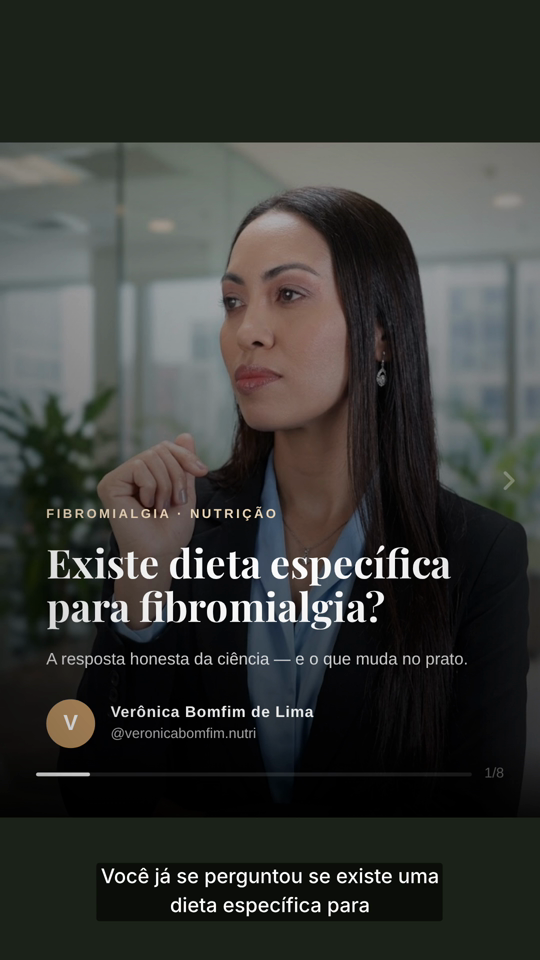 FIBROMIALGIA · NUTRIÇÃO
Existe dieta específica
para fibromialgia?
A resposta honesta da ciência — e o que muda no prato.
V
Verônica Bomfim de Lima
@veronicabomfim.nutri
1/8
Você já se perguntou se existe uma
dieta específica para